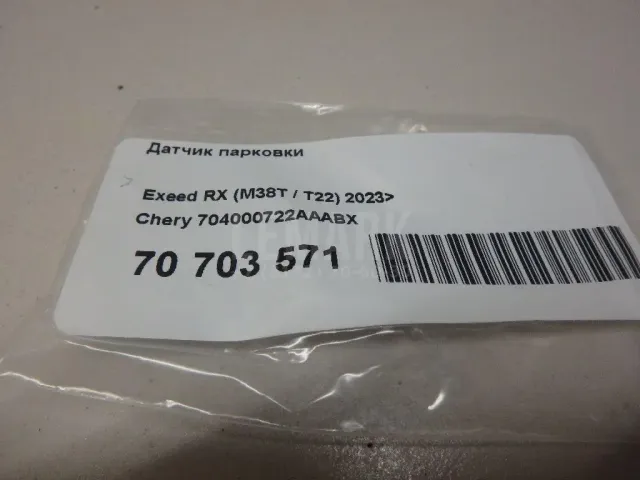 Датчик парковки
Exeed RX (M38T / T22) 2023>
Chery 704000722AAABX
70 703 571